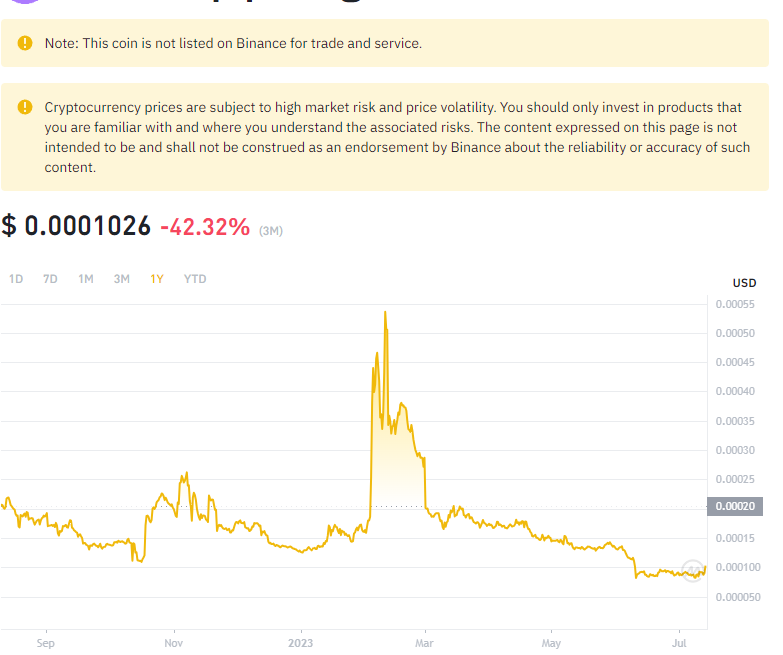 Note: This coin is not listed on Binance for trade and service.
Cryptocurrency prices are subject to high market risk and price volatility. You should only invest in products that
you are familiar with and where you understand the associated risks. The content expressed on this page is not
intended to be and shall not be construed as an endorsement by Binance about the reliability or accuracy of such
content.
$ 0.0001026 -42.32% (3M)
1D 7D 1M 3M 1Y YTD
USD
0.00055
0.00050
0.00045
0.00040
0.00035
0.00030
0.00025
0.00020
0.00015
0.000100
0.000050
Sep Nov 2023 Mar May Jul